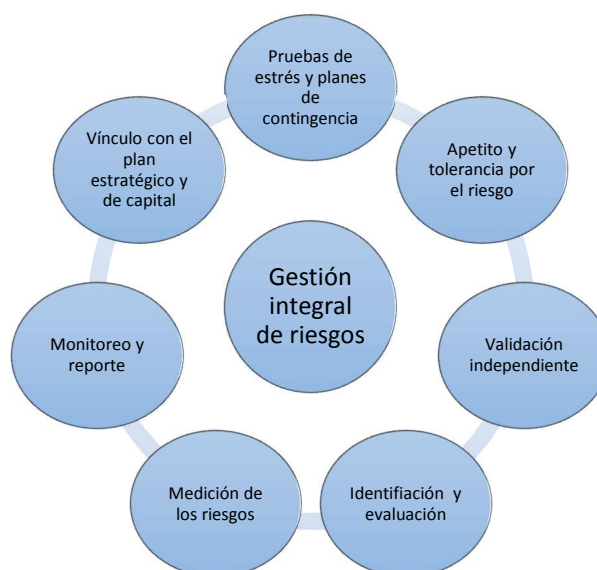 Pruebas de
estrés y planes
de
contingencia
Apetito y
tolerancia por
el riesgo
Validación
independiente
Identifiación y
evaluación
Medición de
los riesgos
Monitoreo y
reporte
Vínculo con el
plan
estratégico y
de capital
Gestión
integral
de riesgos